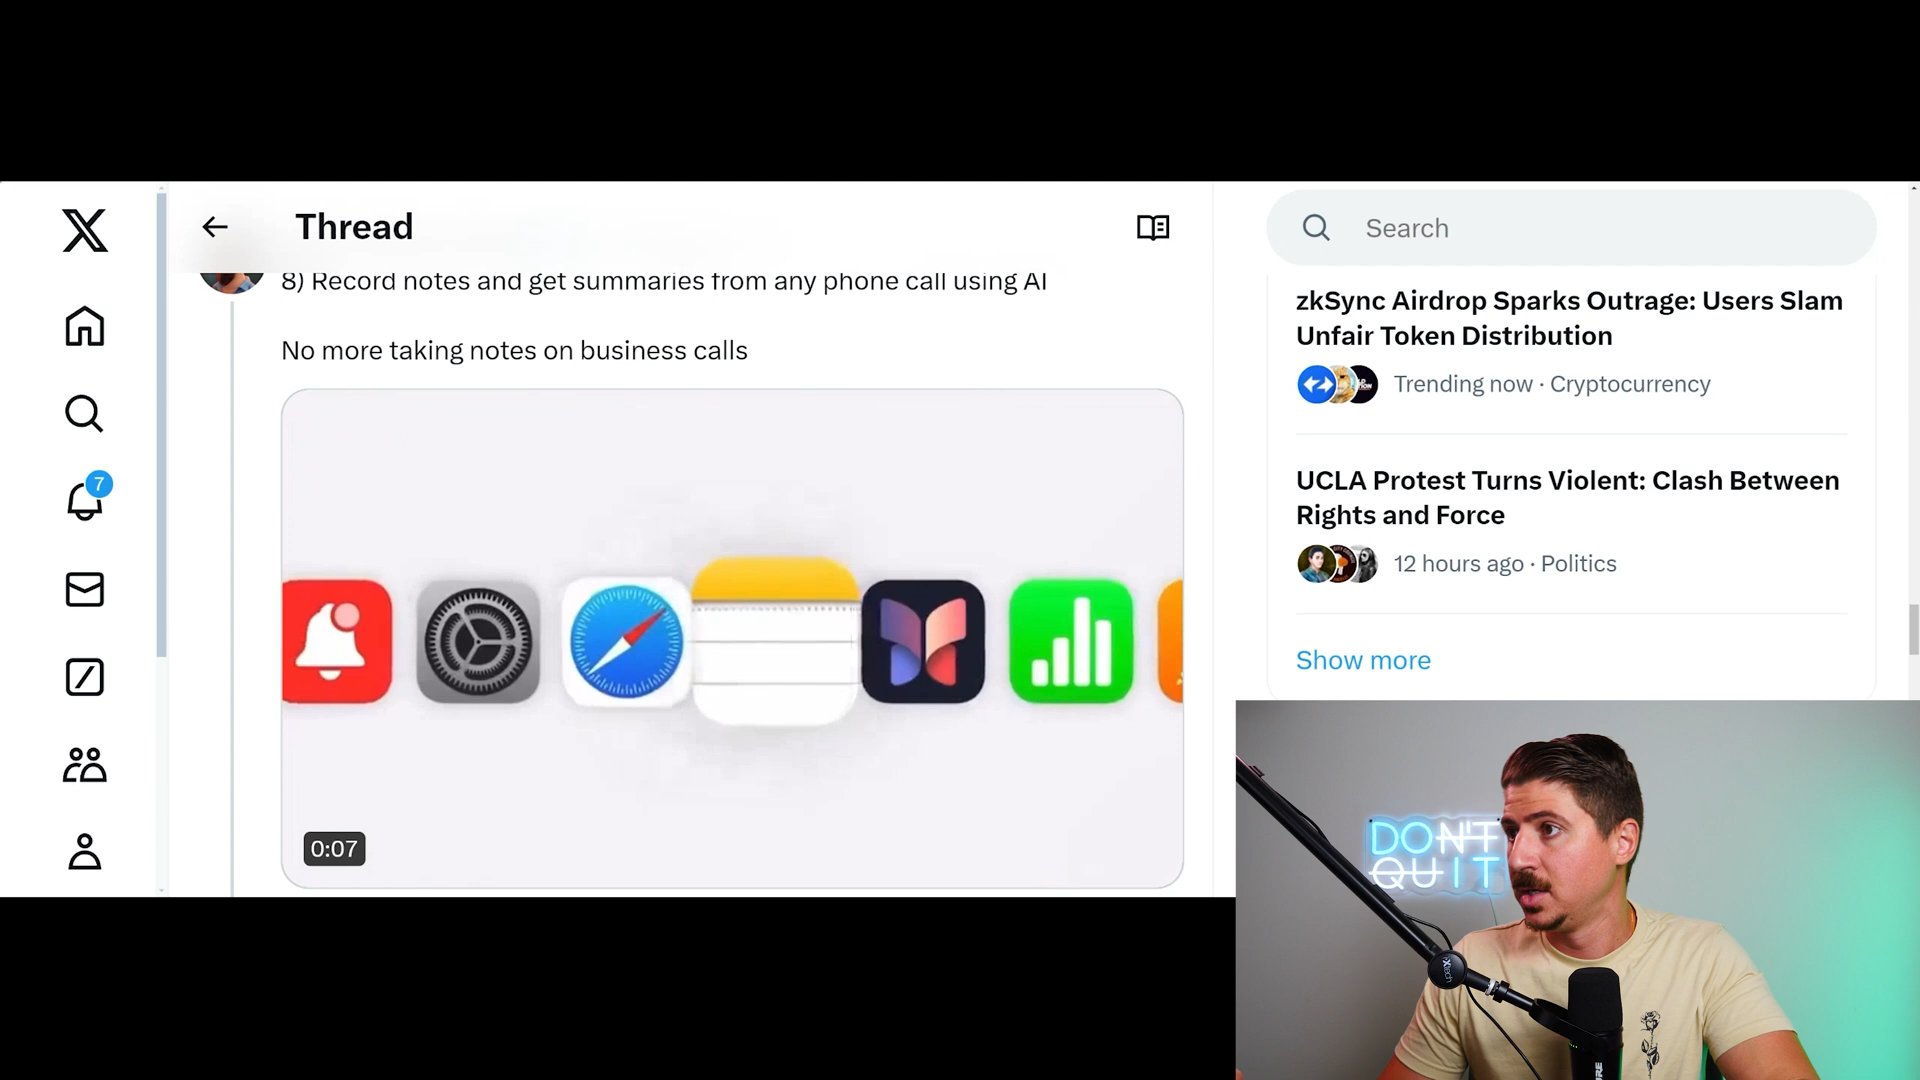 Thread
8) Record notes and get summaries from any phone call using AI
No more taking notes on business calls
0:07
7
Search
zkSync Airdrop Sparks Outrage: Users Slam
Unfair Token Distribution
Trending now · Cryptocurrency
UCLA Protest Turns Violent: Clash Between
Rights and Force
12 hours ago · Politics
Show more
DON'T
QUIT